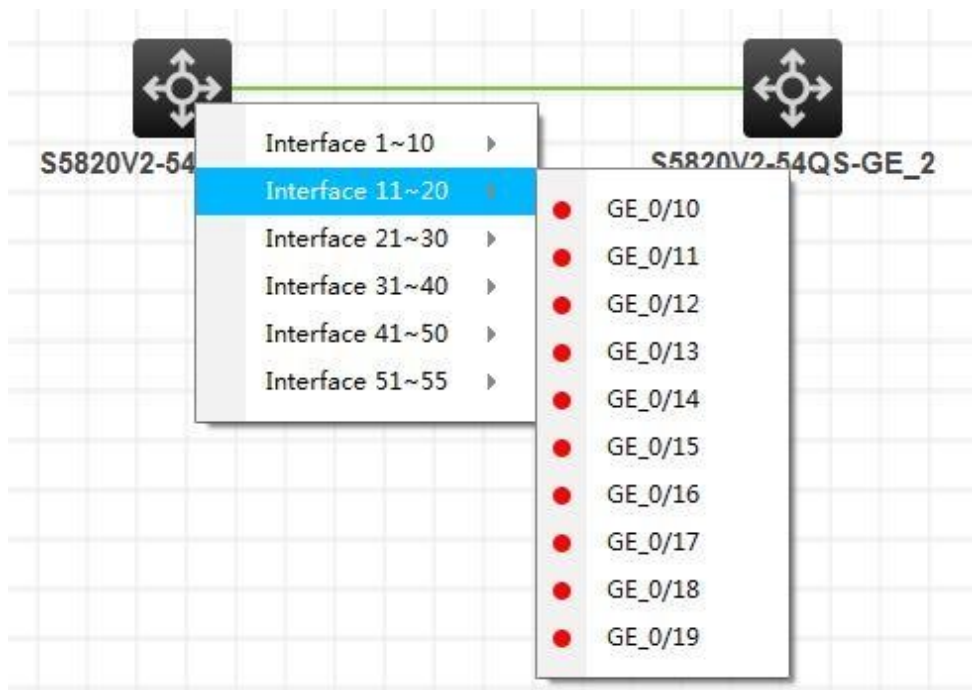 S5820V2-54
S5820V2-54QS-GE_2
Interface 1~10
Interface 11~20
Interface 21~30
Interface 31~40
Interface 41~50
Interface 51~55
GE_0/10
GE_0/11
GE_0/12
GE_0/13
GE_0/14
GE_0/15
GE_0/16
GE_0/17
GE_0/18
GE_0/19